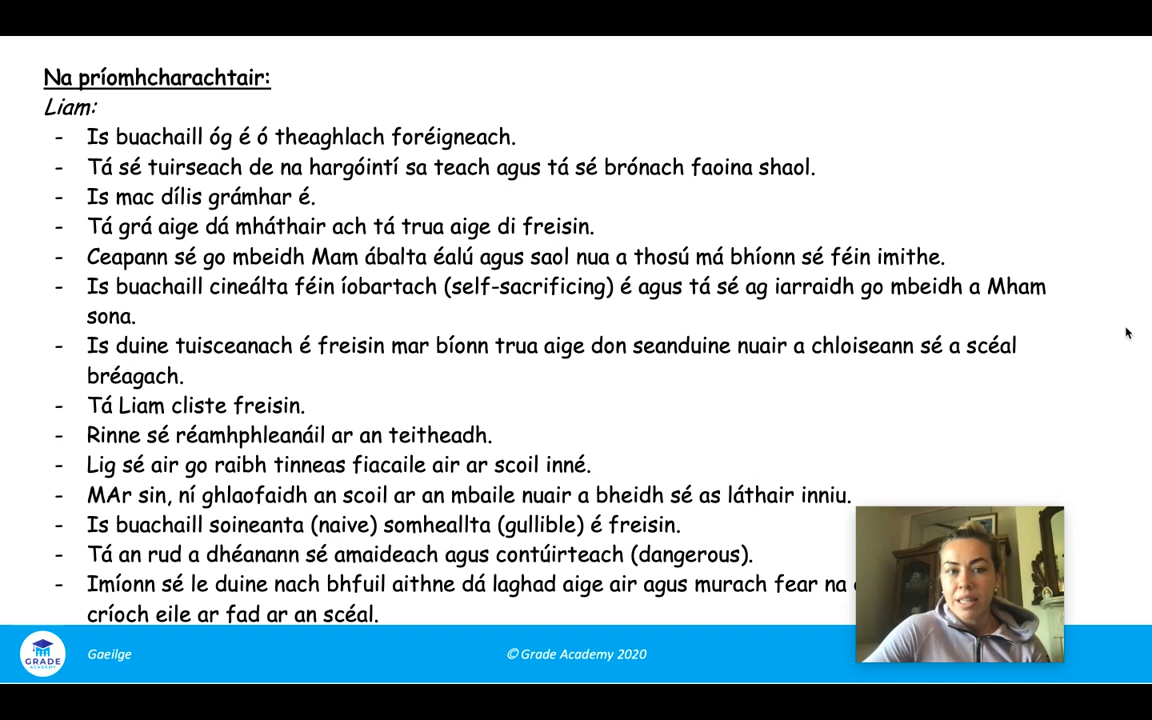 Na príomhcharachtair:
Liam:
- Is buachaill óg é ó theaghlach foréigneach.
- Tá sé tuirseach de na hargóintí sa teach agus tá sé brónach faoina shaol.
- Is mac dílis grámhar é.
- Tá grá aige dá mháthair ach tá trua aige di freisin.
- Ceapann sé go mbeidh Mam ábalta éalú agus saol nua a thosú má bhíonn sé féin imithe.
- Is buachaill cineálta féin íobartach (self-sacrificing) é agus tá sé ag iarraidh go mbeidh a Mham
sona.
- Is duine tuisceanach é freisin mar bíonn trua aige don seanduine nuair a chloiseann sé a scéal
bréagach.
- Tá Liam cliste freisin.
- Rinne sé réamhphleanáil ar an teitheadh.
- Lig sé air go raibh tinneas fiacaile air ar scoil inné.
- MAr sin, ní ghlaofaidh an scoil ar an mbaile nuair a bheidh sé as láthair inniu.
- Is buachaill soineanta (naive) somheallta (gullible) é freisin.
- Tá an rud a dhéanann sé amaideach agus contúirteach (dangerous).
- Imíonn sé le duine nach bhfuil aithne dá laghad aige air agus murach fear na
críoch eile ar fad ar an scéal.
GRADE
ACADEMY
Gaeilge
© Grade Academy 2020